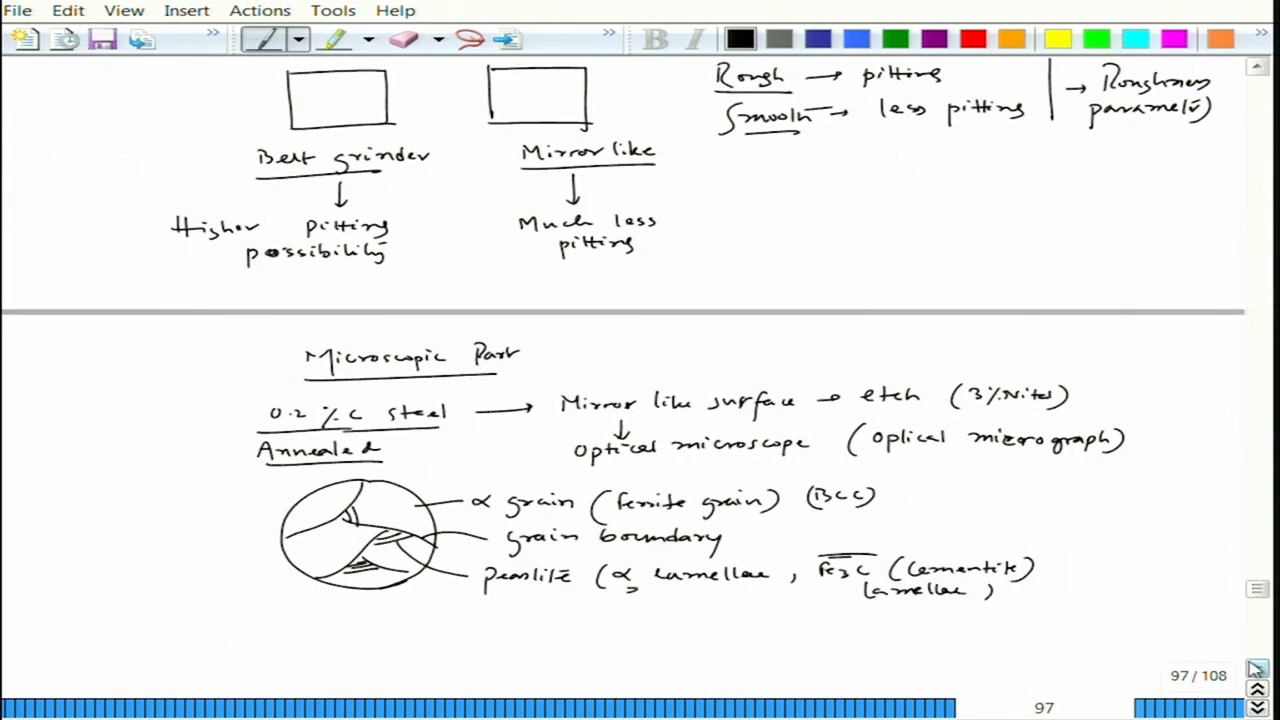 File Edit View Insert Actions Tools Help
B I
Rough → pitting
Smooth → less pitting
→ Roughness
parameters
Belt grinder
Mirror like
↓
↓
Higher pitting
possibility
Much less
pitting
Microscopic Part
0.2 % C steel → Mirror like surface → etch (3% Nital)
↓
Annealed
Optical microscope (Optical micrograph)
α grain (ferrite grain) (BCC)
grain boundary
pearlite (α lamellae, Fe3C (Cementite)
lamellae)
97 / 108
97